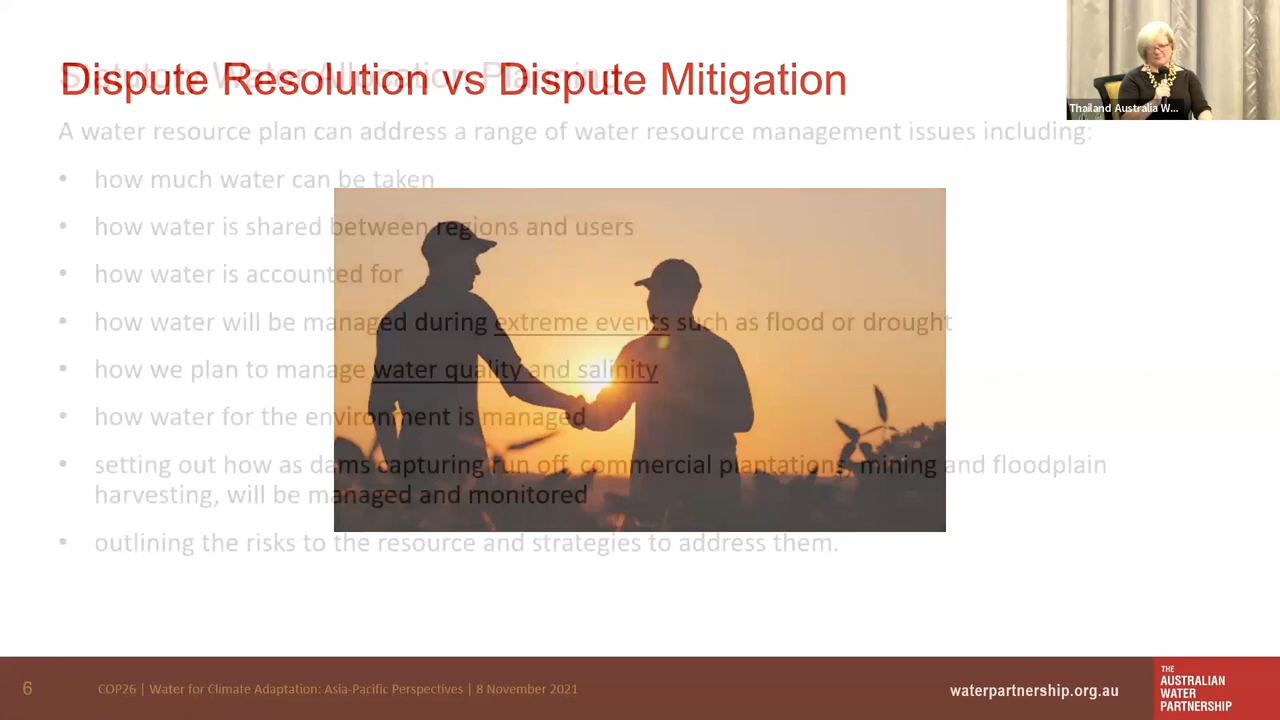 Dispute Resolution vs Dispute Mitigation
Statutory Water Allocation Planning
Thailand Australia W...
A water resource plan can address a range of water resource management issues including:
• how much water can be taken
• how water is shared between regions and users
• how water is accounted for
• how water will be managed during extreme events such as flood or drought
• how we plan to manage water quality and salinity
• how water for the environment is managed
• setting out how as dams capturing run off, commercial plantations, mining and floodplain
harvesting, will be managed and monitored
• outlining the risks to the resource and strategies to address them.
6
COP26 | Water for Climate Adaptation: Asia-Pacific Perspectives | 8 November 2021
waterpartnership.org.au
THE
AUSTRALIAN
WATER
PARTNERSHIP